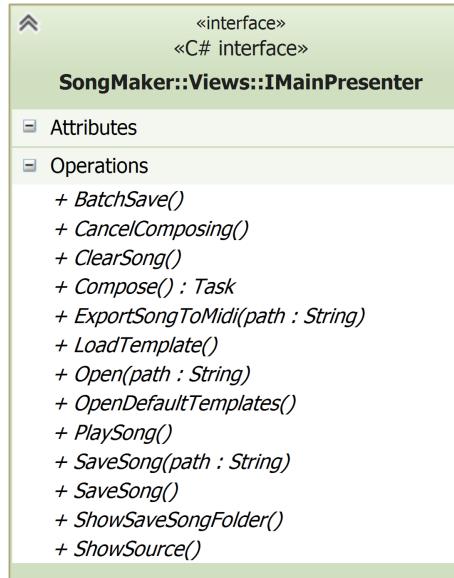 «interface»
«C# interface»
SongMaker::Views::IMainPresenter
Attributes
Operations
+ BatchSave()
+ CancelComposing()
+ ClearSong()
+ Compose() : Task
+ ExportSongToMidi(path : String)
+ LoadTemplate()
+ Open(path : String)
+ OpenDefaultTemplates()
+ PlaySong()
+ SaveSong(path : String)
+ SaveSong()
+ ShowSaveSongFolder()
+ ShowSource()